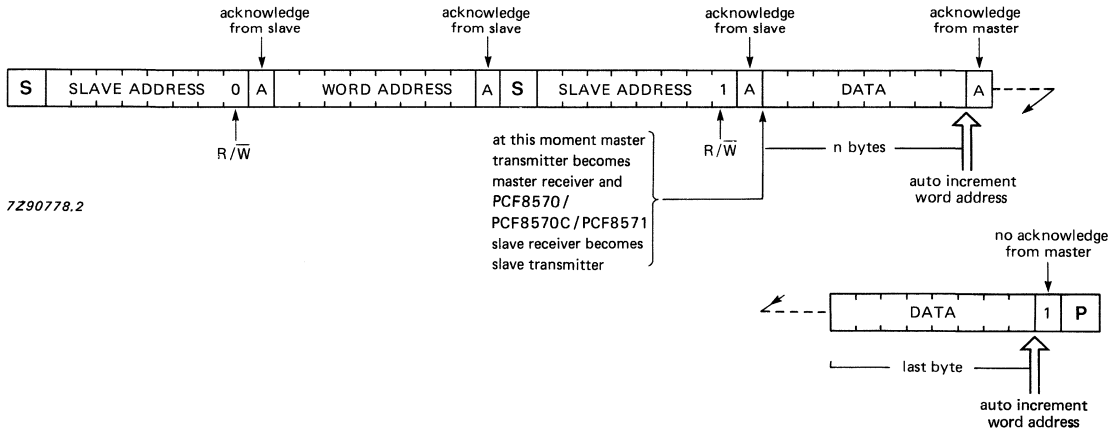 acknowledge
from slave
acknowledge
from slave
acknowledge
from slave
acknowledge
from master
S SLAVE ADDRESS 0 A WORD ADDRESS A S SLAVE ADDRESS 1 A DATA A
R/W̅
R/W̅
at this moment master
transmitter becomes
master receiver and
PCF8570/
PCF8570C/PCF8571
slave receiver becomes
slave transmitter
n bytes
auto increment
word address
7Z90778.2
no acknowledge
from master
DATA 1 P
last byte
auto increment
word address